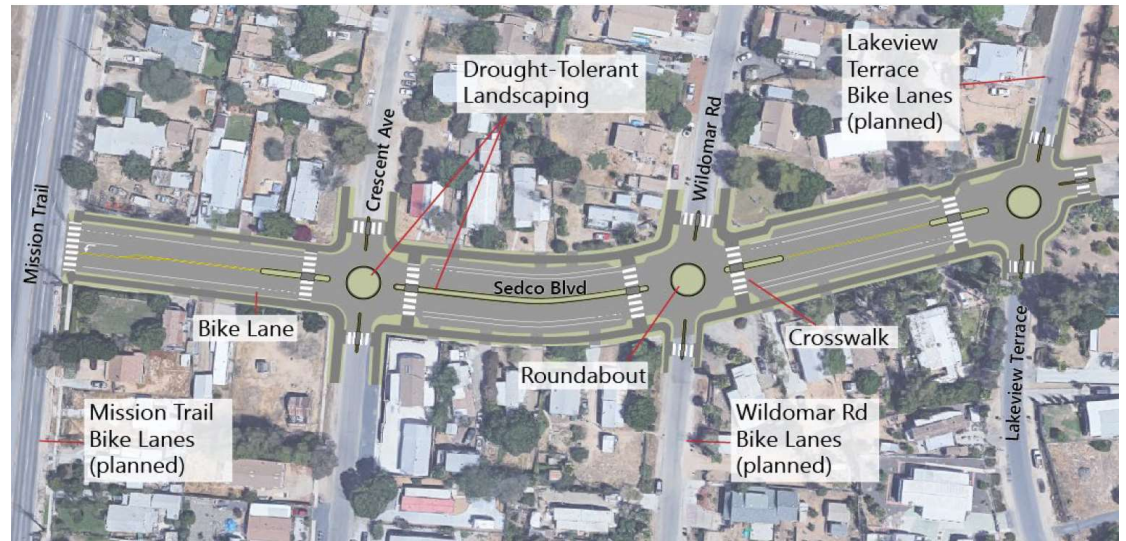 Drought-Tolerant
Landscaping
Lakeview
Terrace
Bike Lanes
(planned)
Crescent Ave
Wildomar Rd
Mission Trail
Sedco Blvd
Bike Lane
Crosswalk
Roundabout
Lakeview Terrace
Mission Trail
Bike Lanes
(planned)
Wildomar Rd
Bike Lanes
(planned)